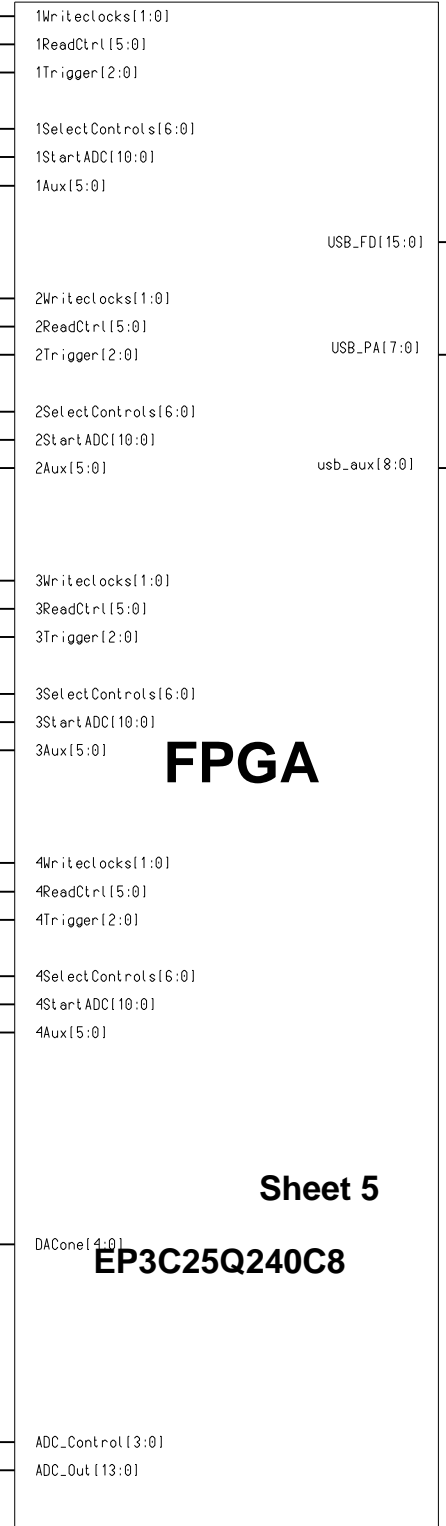 1Writeclocks[1:0]
1ReadCtrl[5:0]
1Trigger[2:0]
1SelectControls[6:0]
1StartADC[10:0]
1Aux[5:0]
USB_FD[15:0]
2Writeclocks[1:0]
2ReadCtrl[5:0]
2Trigger[2:0]
USB_PA[7:0]
2SelectControls[6:0]
2StartADC[10:0]
2Aux[5:0]
usb_aux[8:0]
3Writeclocks[1:0]
3ReadCtrl[5:0]
3Trigger[2:0]
3SelectControls[6:0]
3StartADC[10:0]
3Aux[5:0]
FPGA
4Writeclocks[1:0]
4ReadCtrl[5:0]
4Trigger[2:0]
4SelectControls[6:0]
4StartADC[10:0]
4Aux[5:0]
Sheet 5
DACone[4:0]
EP3C25Q240C8
ADC_Control[3:0]
ADC_Out[13:0]